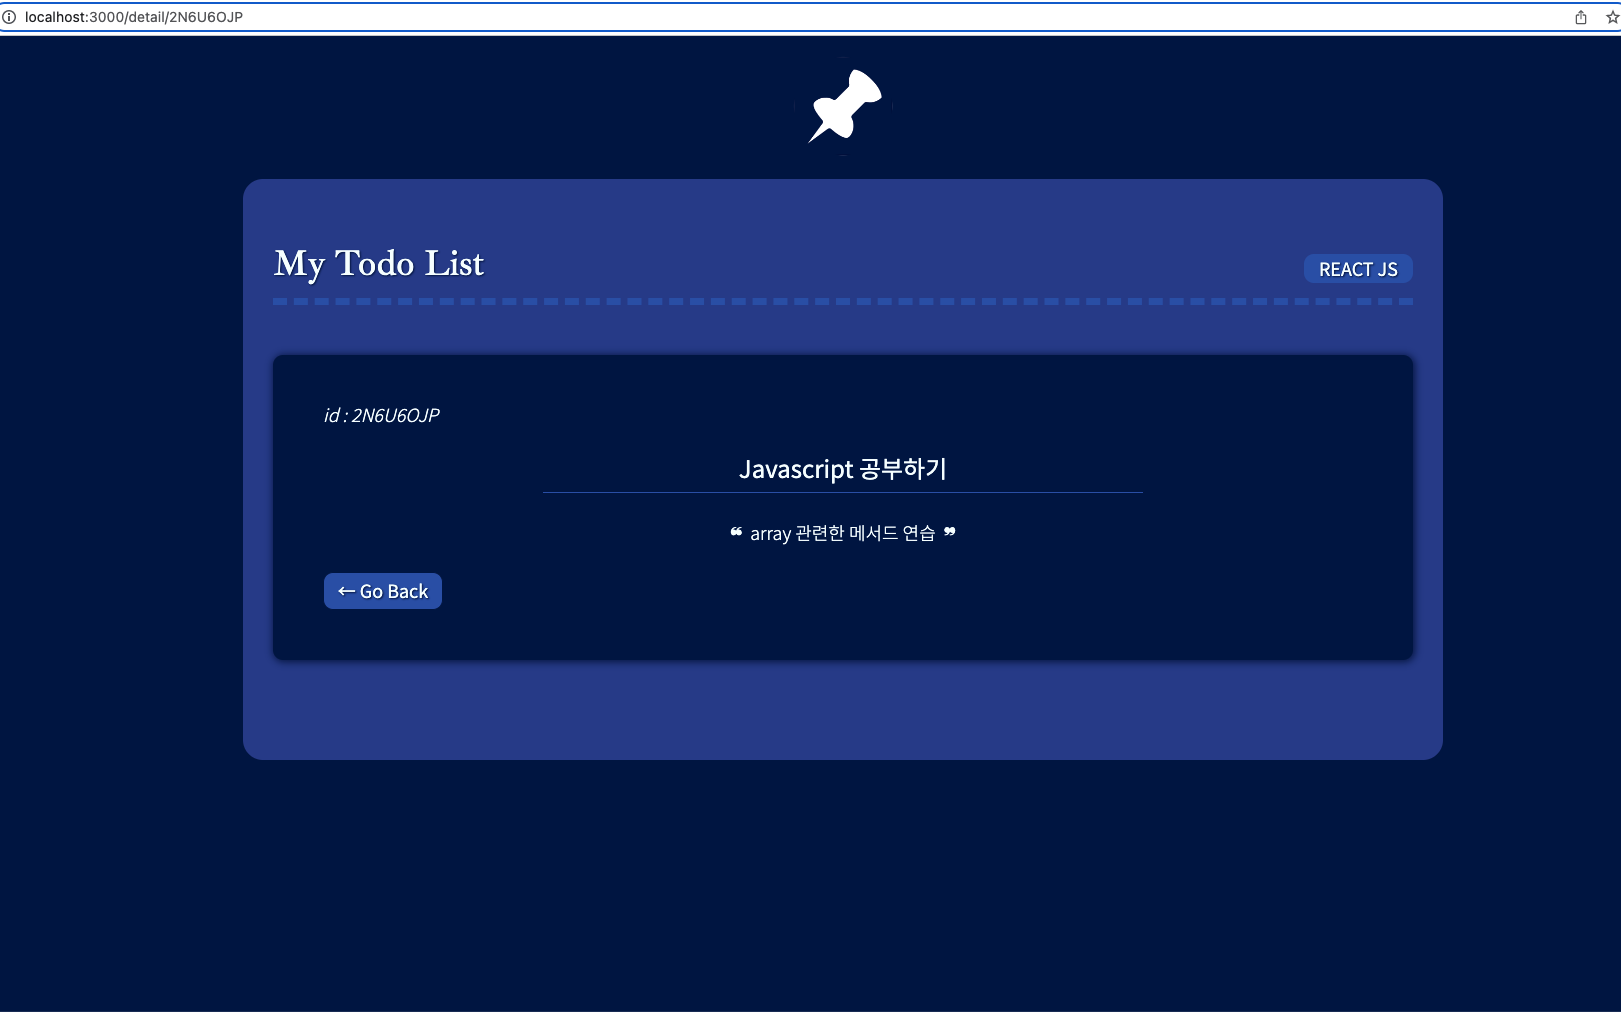 localhost:3000/detail/2N6U6OJP
My Todo List
REACT JS
id : 2N6U6OJP
Javascript 공부하기
❝ array 관련한 메서드 연습 ❞
← Go Back